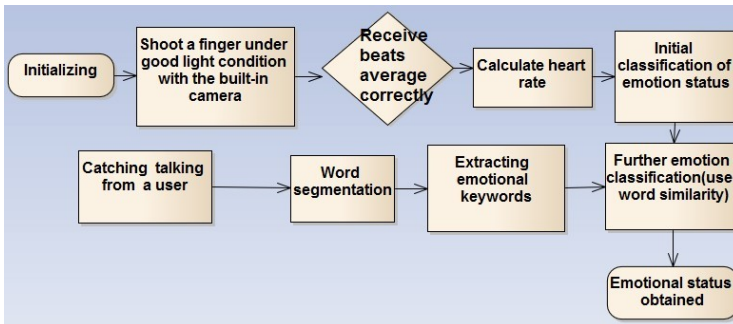 Initializing
Shoot a finger under
good light condition
with the built-in
camera
Receive
beats
average
correctly
Calculate heart
rate
Initial
classification of
emotion status
Catching talking
from a user
Word
segmentation
Extracting
emotional
keywords
Further emotion
classification(use
word similarity)
Emotional status
obtained